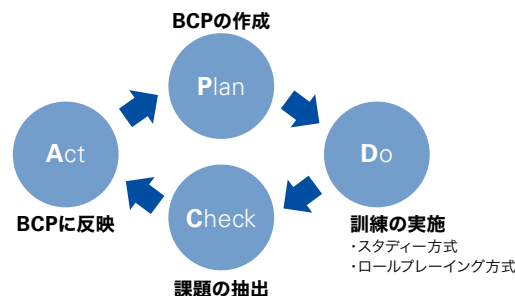 BCPの作成
Plan
Act
Do
Check
BCPに反映
訓練の実施
・スタディー方式
・ロールプレーイング方式
課題の抽出